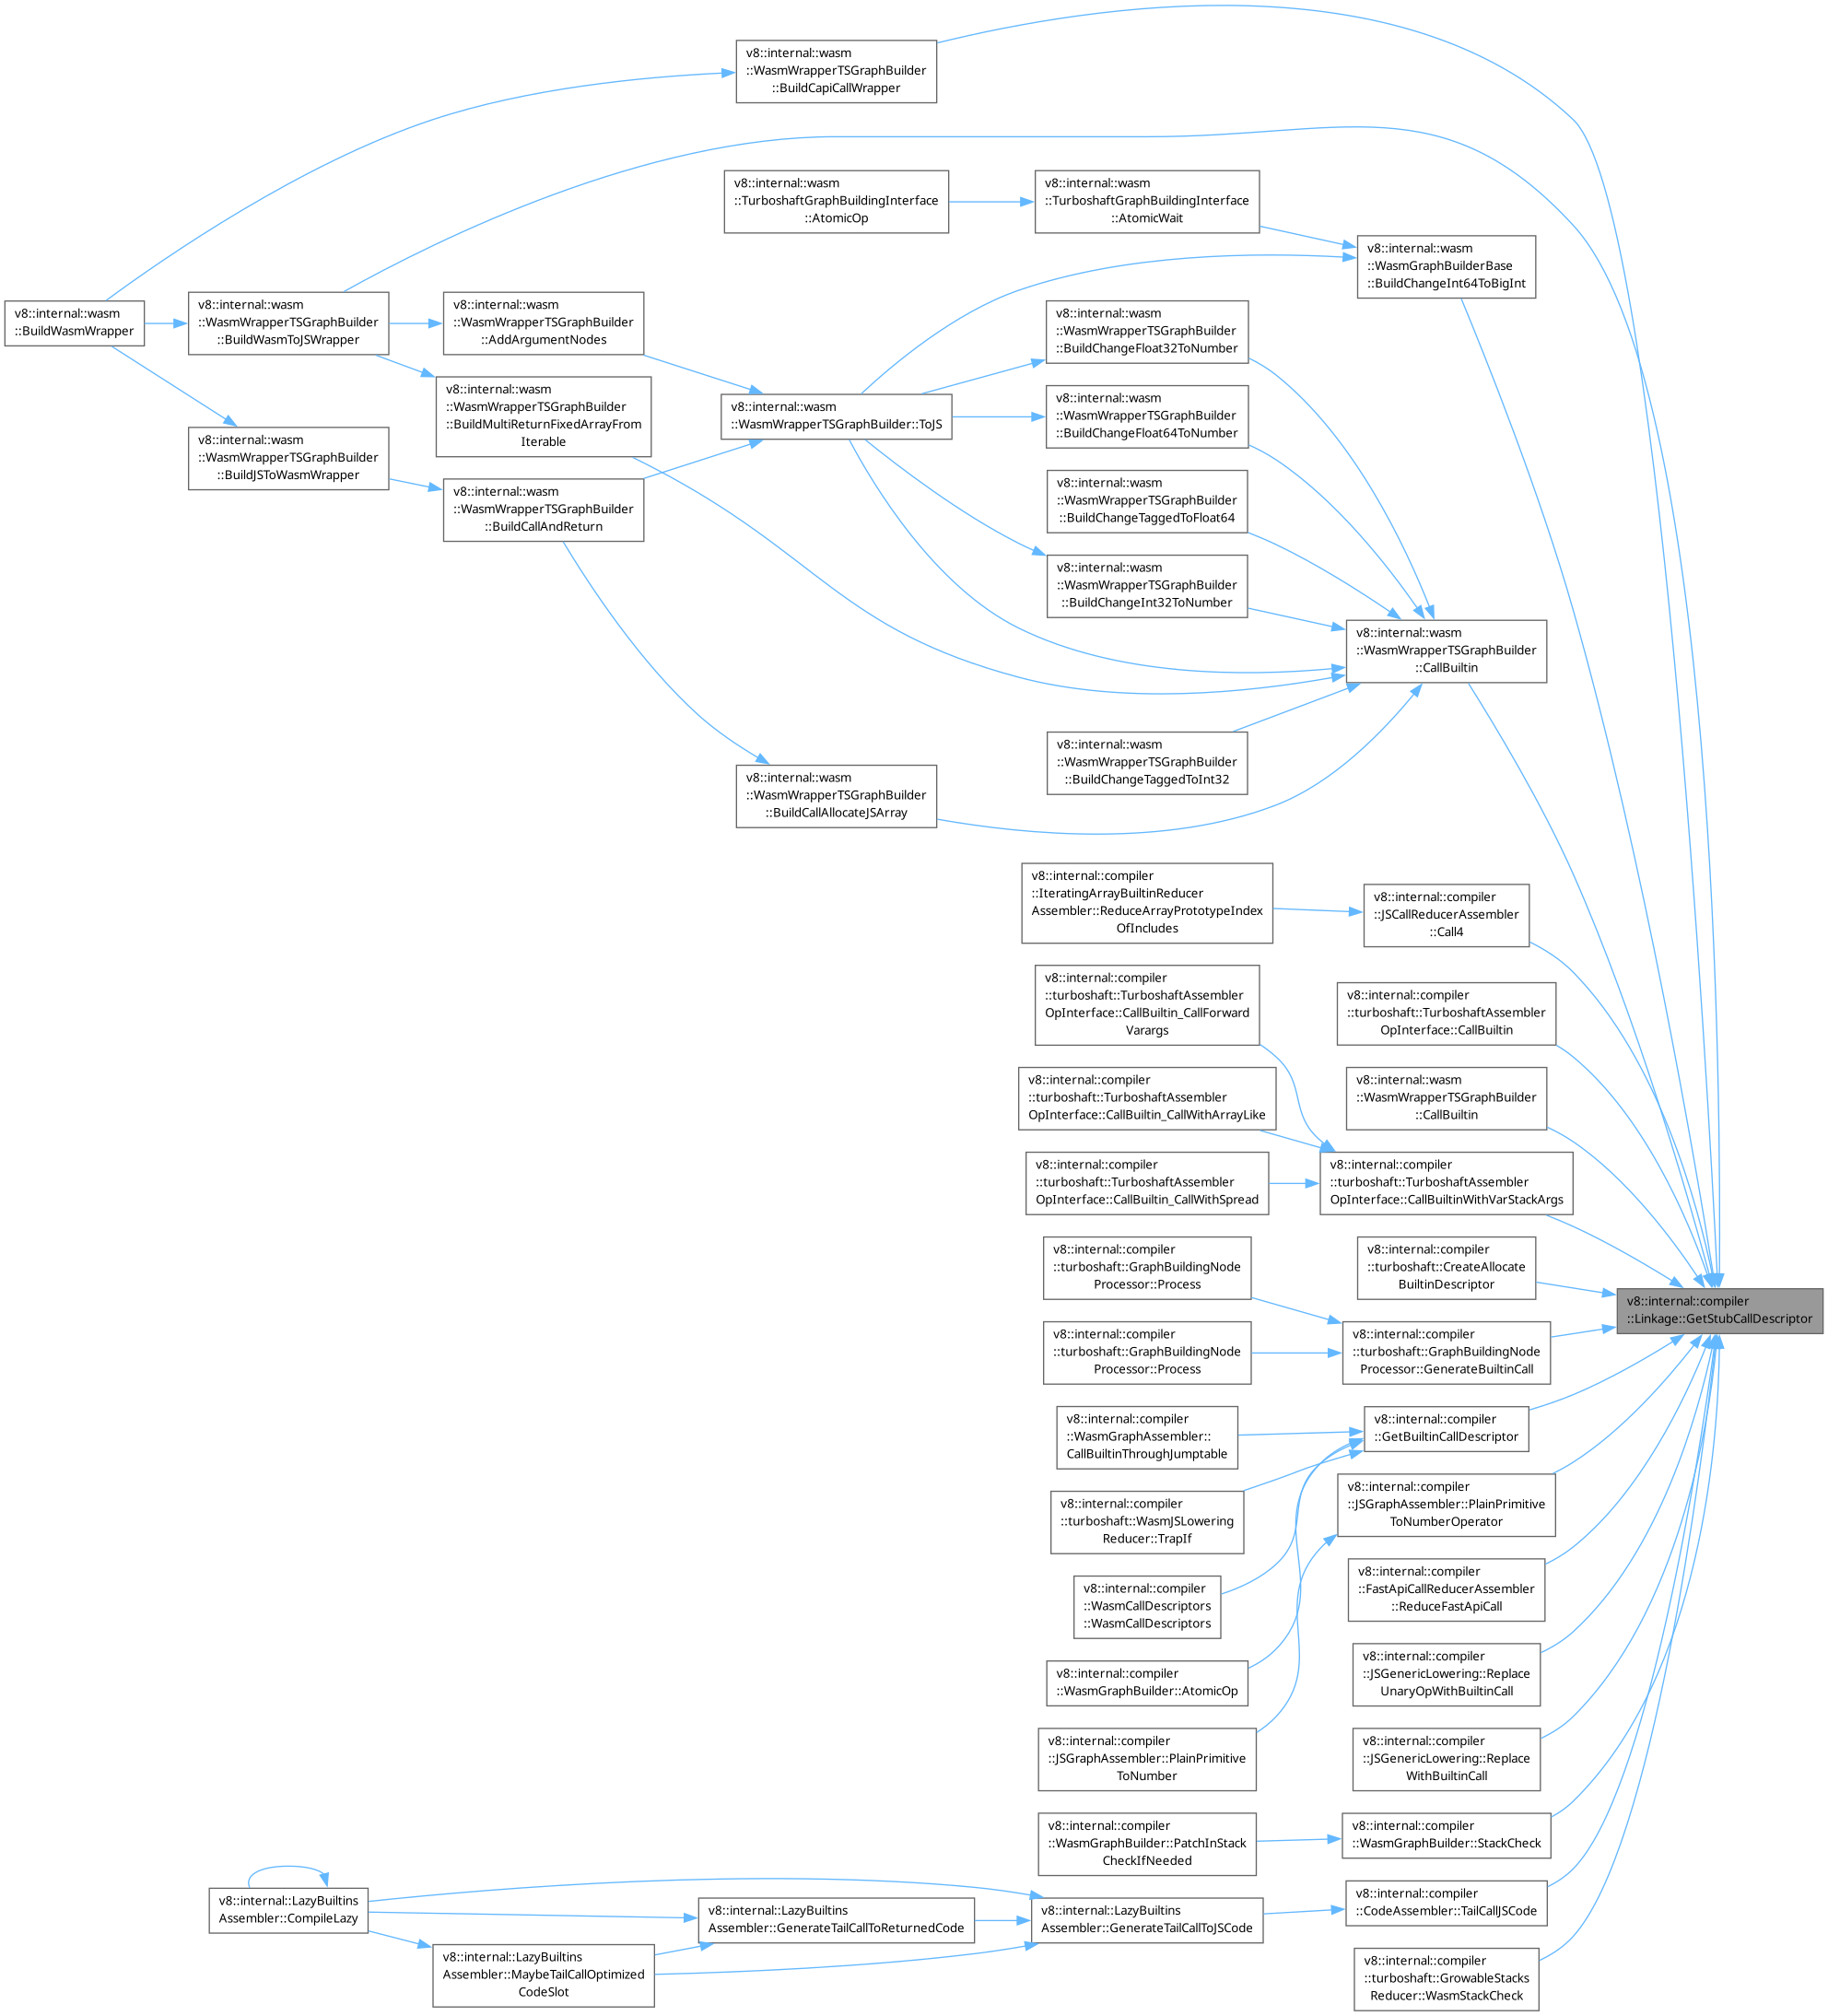 v8::internal::wasm
::WasmWrapperTSGraphBuilder
::BuildCapiCallWrapper
v8::internal::wasm
::TurboshaftGraphBuildingInterface
::AtomicOp
v8::internal::wasm
::TurboshaftGraphBuildingInterface
::AtomicWait
v8::internal::wasm
::WasmGraphBuilderBase
::BuildChangeInt64ToBigInt
v8::internal::wasm
::BuildWasmWrapper
v8::internal::wasm
::WasmWrapperTSGraphBuilder
::BuildWasmToJSWrapper
v8::internal::wasm
::WasmWrapperTSGraphBuilder
::AddArgumentNodes
v8::internal::wasm
::WasmWrapperTSGraphBuilder
::BuildChangeFloat32ToNumber
v8::internal::wasm
::WasmWrapperTSGraphBuilder
::BuildMultiReturnFixedArrayFrom
Iterable
v8::internal::wasm
::WasmWrapperTSGraphBuilder::ToJS
v8::internal::wasm
::WasmWrapperTSGraphBuilder
::BuildChangeFloat64ToNumber
v8::internal::wasm
::WasmWrapperTSGraphBuilder
::BuildJSToWasmWrapper
v8::internal::wasm
::WasmWrapperTSGraphBuilder
::BuildCallAndReturn
v8::internal::wasm
::WasmWrapperTSGraphBuilder
::BuildChangeTaggedToFloat64
v8::internal::wasm
::WasmWrapperTSGraphBuilder
::BuildChangeInt32ToNumber
v8::internal::wasm
::WasmWrapperTSGraphBuilder
::CallBuiltin
v8::internal::wasm
::WasmWrapperTSGraphBuilder
::BuildChangeTaggedToInt32
v8::internal::wasm
::WasmWrapperTSGraphBuilder
::BuildCallAllocateJSArray
v8::internal::compiler
::IteratingArrayBuiltinReducer
Assembler::ReduceArrayPrototypeIndex
OfIncludes
v8::internal::compiler
::JSCallReducerAssembler
::Call4
v8::internal::compiler
::turboshaft::TurboshaftAssembler
OpInterface::CallBuiltin_CallForward
Varargs
v8::internal::compiler
::turboshaft::TurboshaftAssembler
OpInterface::CallBuiltin
v8::internal::compiler
::turboshaft::TurboshaftAssembler
OpInterface::CallBuiltin_CallWithArrayLike
v8::internal::wasm
::WasmWrapperTSGraphBuilder
::CallBuiltin
v8::internal::compiler
::turboshaft::TurboshaftAssembler
OpInterface::CallBuiltin_CallWithSpread
v8::internal::compiler
::turboshaft::TurboshaftAssembler
OpInterface::CallBuiltinWithVarStackArgs
v8::internal::compiler
::turboshaft::GraphBuildingNode
Processor::Process
v8::internal::compiler
::turboshaft::CreateAllocate
BuiltinDescriptor
v8::internal::compiler
::Linkage::GetStubCallDescriptor
v8::internal::compiler
::turboshaft::GraphBuildingNode
Processor::Process
v8::internal::compiler
::turboshaft::GraphBuildingNode
Processor::GenerateBuiltinCall
v8::internal::compiler
::WasmGraphAssembler::
CallBuiltinThroughJumptable
v8::internal::compiler
::GetBuiltinCallDescriptor
v8::internal::compiler
::turboshaft::WasmJSLowering
Reducer::TrapIf
v8::internal::compiler
::JSGraphAssembler::PlainPrimitive
ToNumberOperator
v8::internal::compiler
::WasmCallDescriptors
::WasmCallDescriptors
v8::internal::compiler
::FastApiCallReducerAssembler
::ReduceFastApiCall
v8::internal::compiler
::WasmGraphBuilder::AtomicOp
v8::internal::compiler
::JSGenericLowering::Replace
UnaryOpWithBuiltinCall
v8::internal::compiler
::JSGraphAssembler::PlainPrimitive
ToNumber
v8::internal::compiler
::JSGenericLowering::Replace
WithBuiltinCall
v8::internal::compiler
::WasmGraphBuilder::PatchInStack
CheckIfNeeded
v8::internal::compiler
::WasmGraphBuilder::StackCheck
v8::internal::LazyBuiltins
Assembler::CompileLazy
v8::internal::LazyBuiltins
Assembler::GenerateTailCallToReturnedCode
v8::internal::LazyBuiltins
Assembler::GenerateTailCallToJSCode
v8::internal::compiler
::CodeAssembler::TailCallJSCode
v8::internal::LazyBuiltins
Assembler::MaybeTailCallOptimized
CodeSlot
v8::internal::compiler
::turboshaft::GrowableStacks
Reducer::WasmStackCheck